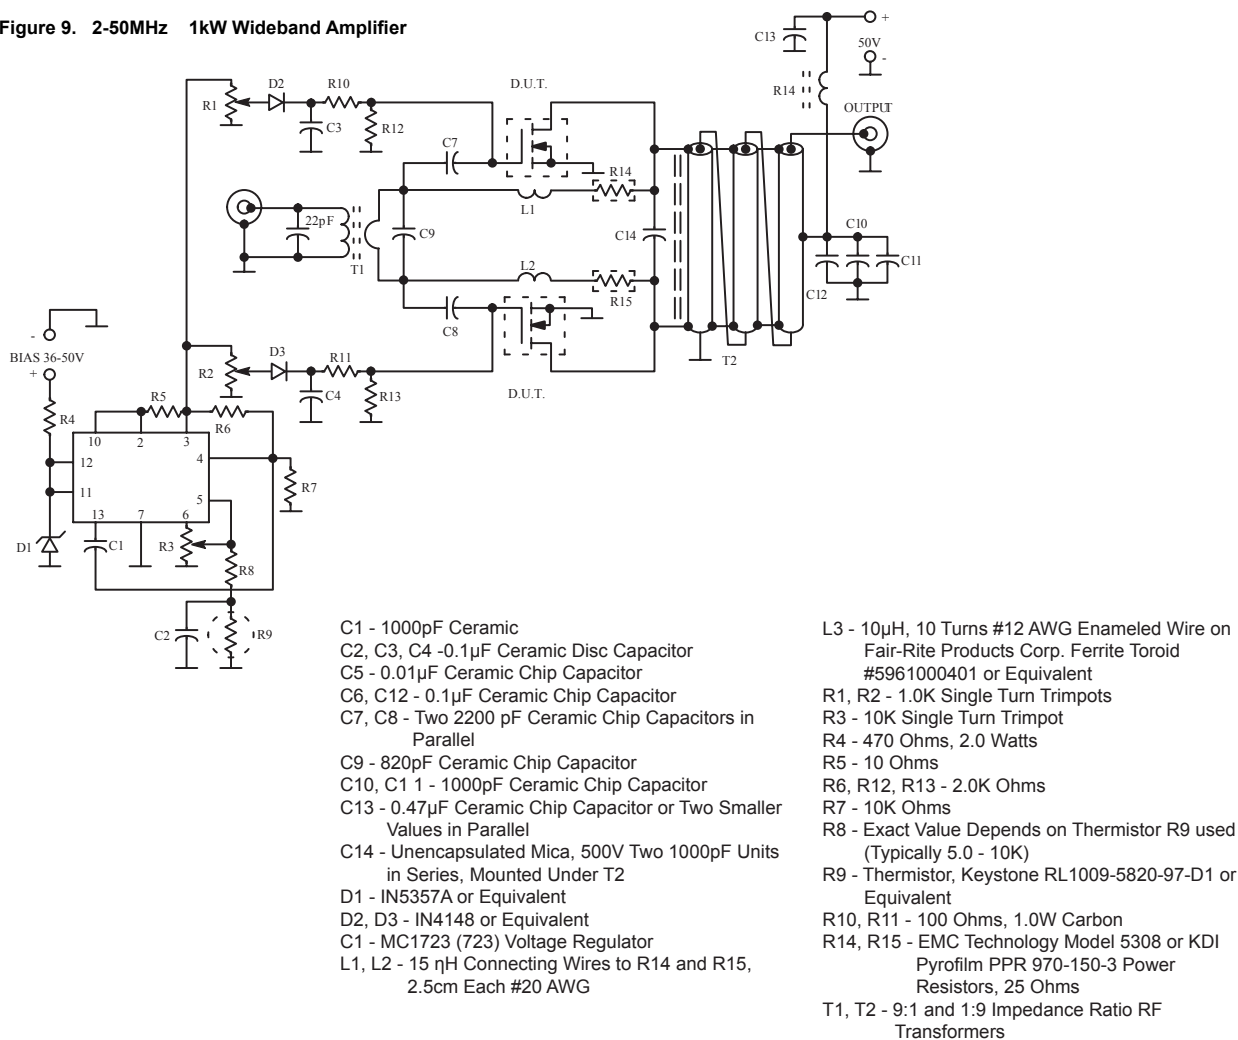 Figure 9. 2-50MHz 1kW Wideband Amplifier
+
C13
50V
-
R14
OUTPUT
D2
R10
D.U.T.
R1
C3
R12
C7
R14
L1
22pF
C9
C14
T1
C10
C11
C12
L2
R15
C8
T2
-
BIAS 36-50V
+
D3
R11
R2
C4
R13
D.U.T.
R5
R4
R6
10
2
3
12
4
11
5
R7
13
7
6
D1
C1
R3
R8
C2
R9
C1 - 1000pF Ceramic
C2, C3, C4 -0.1µF Ceramic Disc Capacitor
C5 - 0.01µF Ceramic Chip Capacitor
C6, C12 - 0.1µF Ceramic Chip Capacitor
C7, C8 - Two 2200 pF Ceramic Chip Capacitors in
Parallel
C9 - 820pF Ceramic Chip Capacitor
C10, C1 1 - 1000pF Ceramic Chip Capacitor
C13 - 0.47µF Ceramic Chip Capacitor or Two Smaller
Values in Parallel
C14 - Unencapsulated Mica, 500V Two 1000pF Units
in Series, Mounted Under T2
D1 - IN5357A or Equivalent
D2, D3 - IN4148 or Equivalent
C1 - MC1723 (723) Voltage Regulator
L1, L2 - 15 ηH Connecting Wires to R14 and R15,
2.5cm Each #20 AWG
L3 - 10µH, 10 Turns #12 AWG Enameled Wire on
Fair-Rite Products Corp. Ferrite Toroid
#5961000401 or Equivalent
R1, R2 - 1.0K Single Turn Trimpots
R3 - 10K Single Turn Trimpot
R4 - 470 Ohms, 2.0 Watts
R5 - 10 Ohms
R6, R12, R13 - 2.0K Ohms
R7 - 10K Ohms
R8 - Exact Value Depends on Thermistor R9 used
(Typically 5.0 - 10K)
R9 - Thermistor, Keystone RL1009-5820-97-D1 or
Equivalent
R10, R11 - 100 Ohms, 1.0W Carbon
R14, R15 - EMC Technology Model 5308 or KDI
Pyrofilm PPR 970-150-3 Power
Resistors, 25 Ohms
T1, T2 - 9:1 and 1:9 Impedance Ratio RF
Transformers